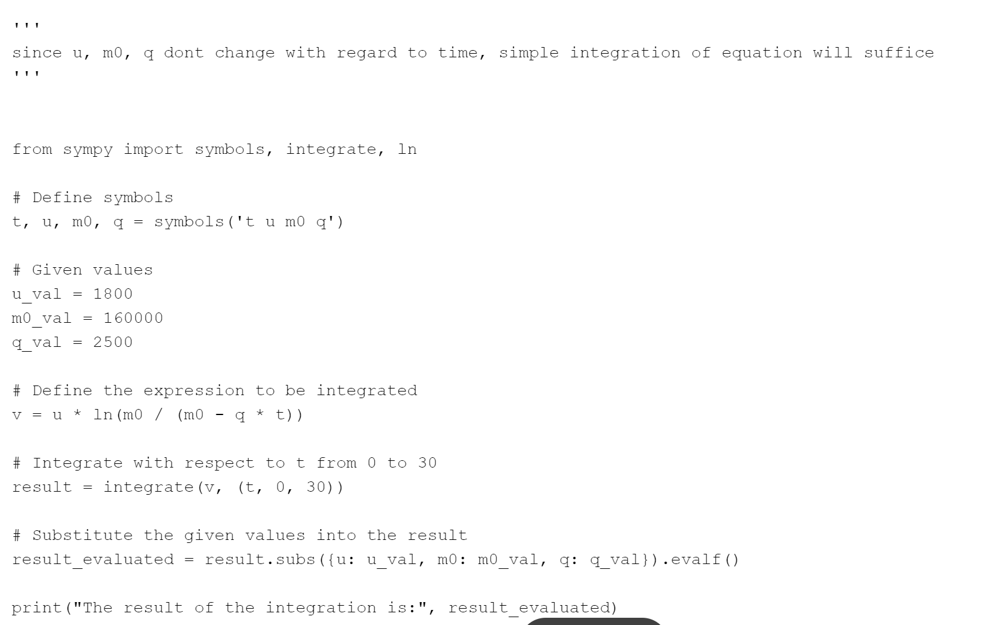 '''
since u, m0, q dont change with regard to time, simple integration of equation will suffice
'''
from sympy import symbols, integrate, ln
# Define symbols
t, u, m0, q = symbols('t u m0 q')
# Given values
u_val = 1800
m0_val = 160000
q_val = 2500
# Define the expression to be integrated
v = u * ln(m0 / (m0 - q * t))
# Integrate with respect to t from 0 to 30
result = integrate(v, (t, 0, 30))
# Substitute the given values into the result
result_evaluated = result.subs({u: u_val, m0: m0_val, q: q_val}).evalf()
print("The result of the integration is:", result_evaluated)